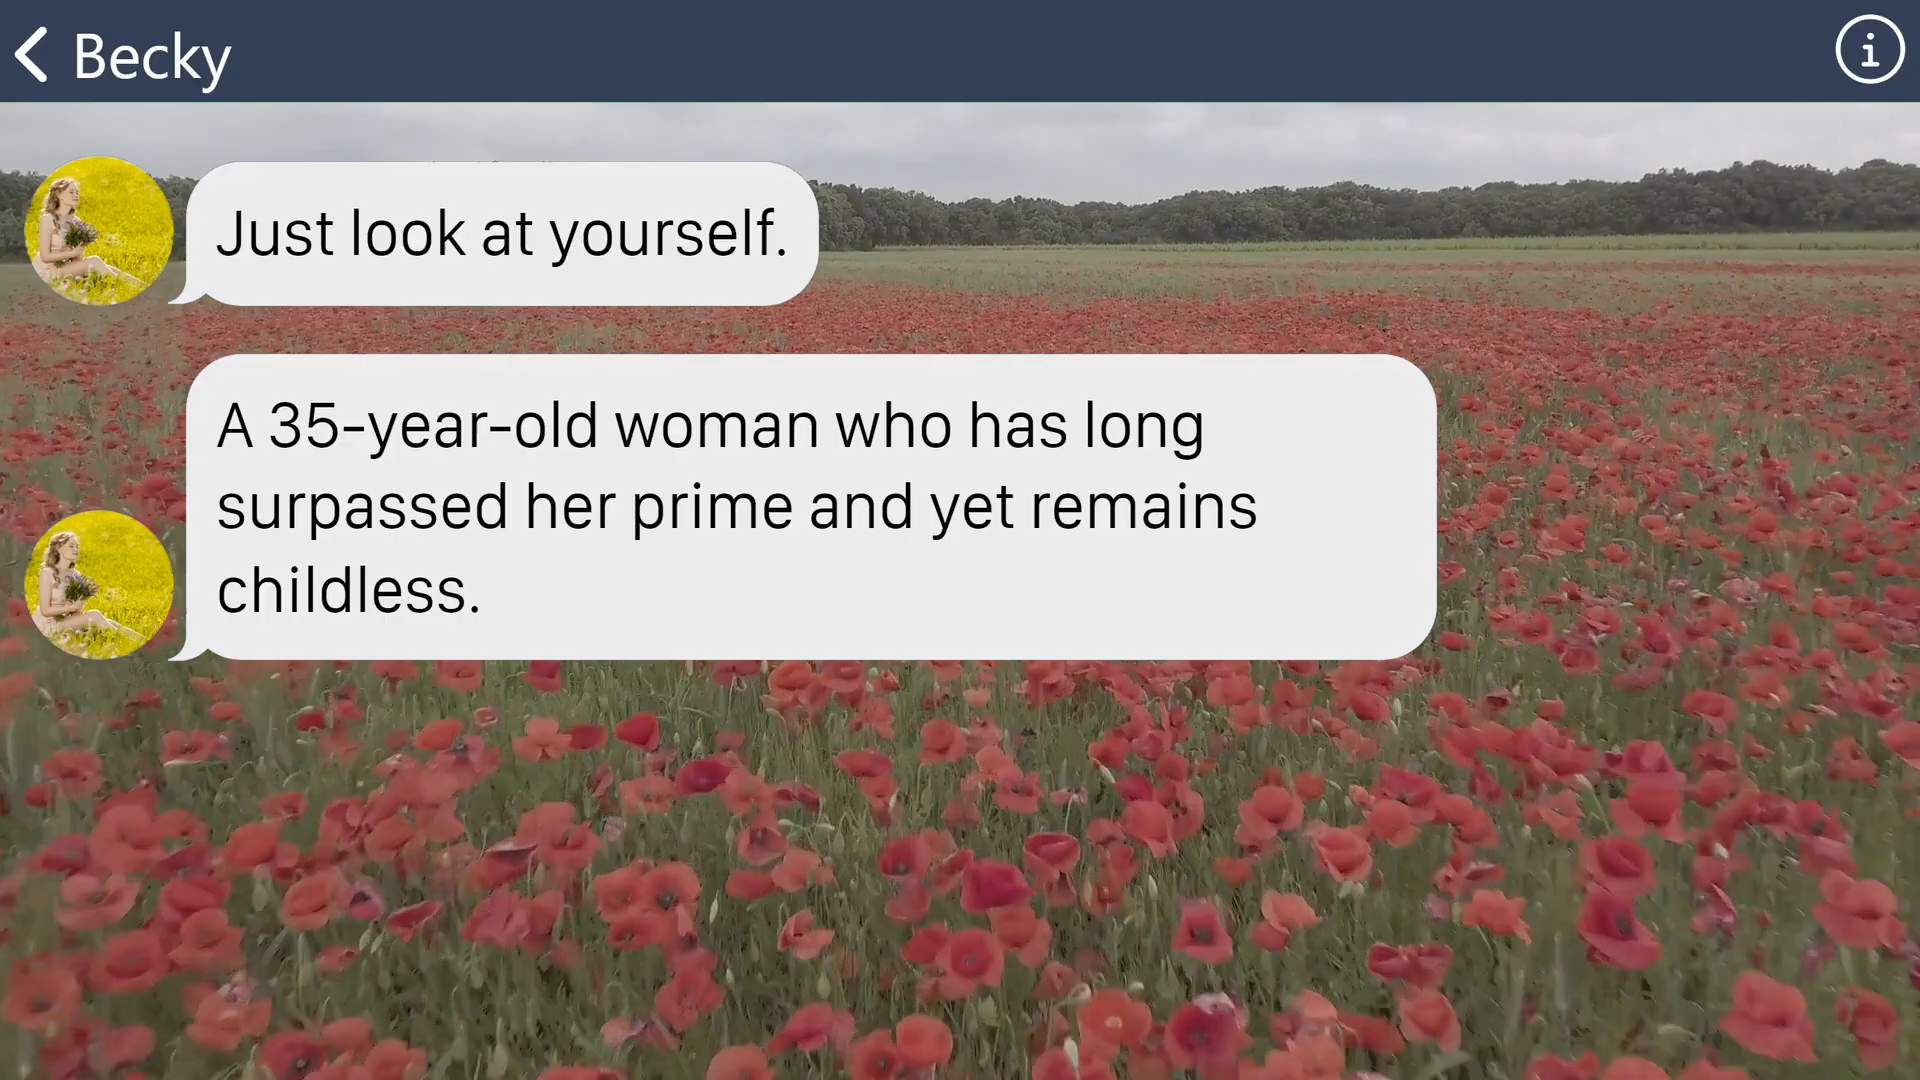 Becky
Just look at yourself.
A 35-year-old woman who has long
surpassed her prime and yet remains
childless.